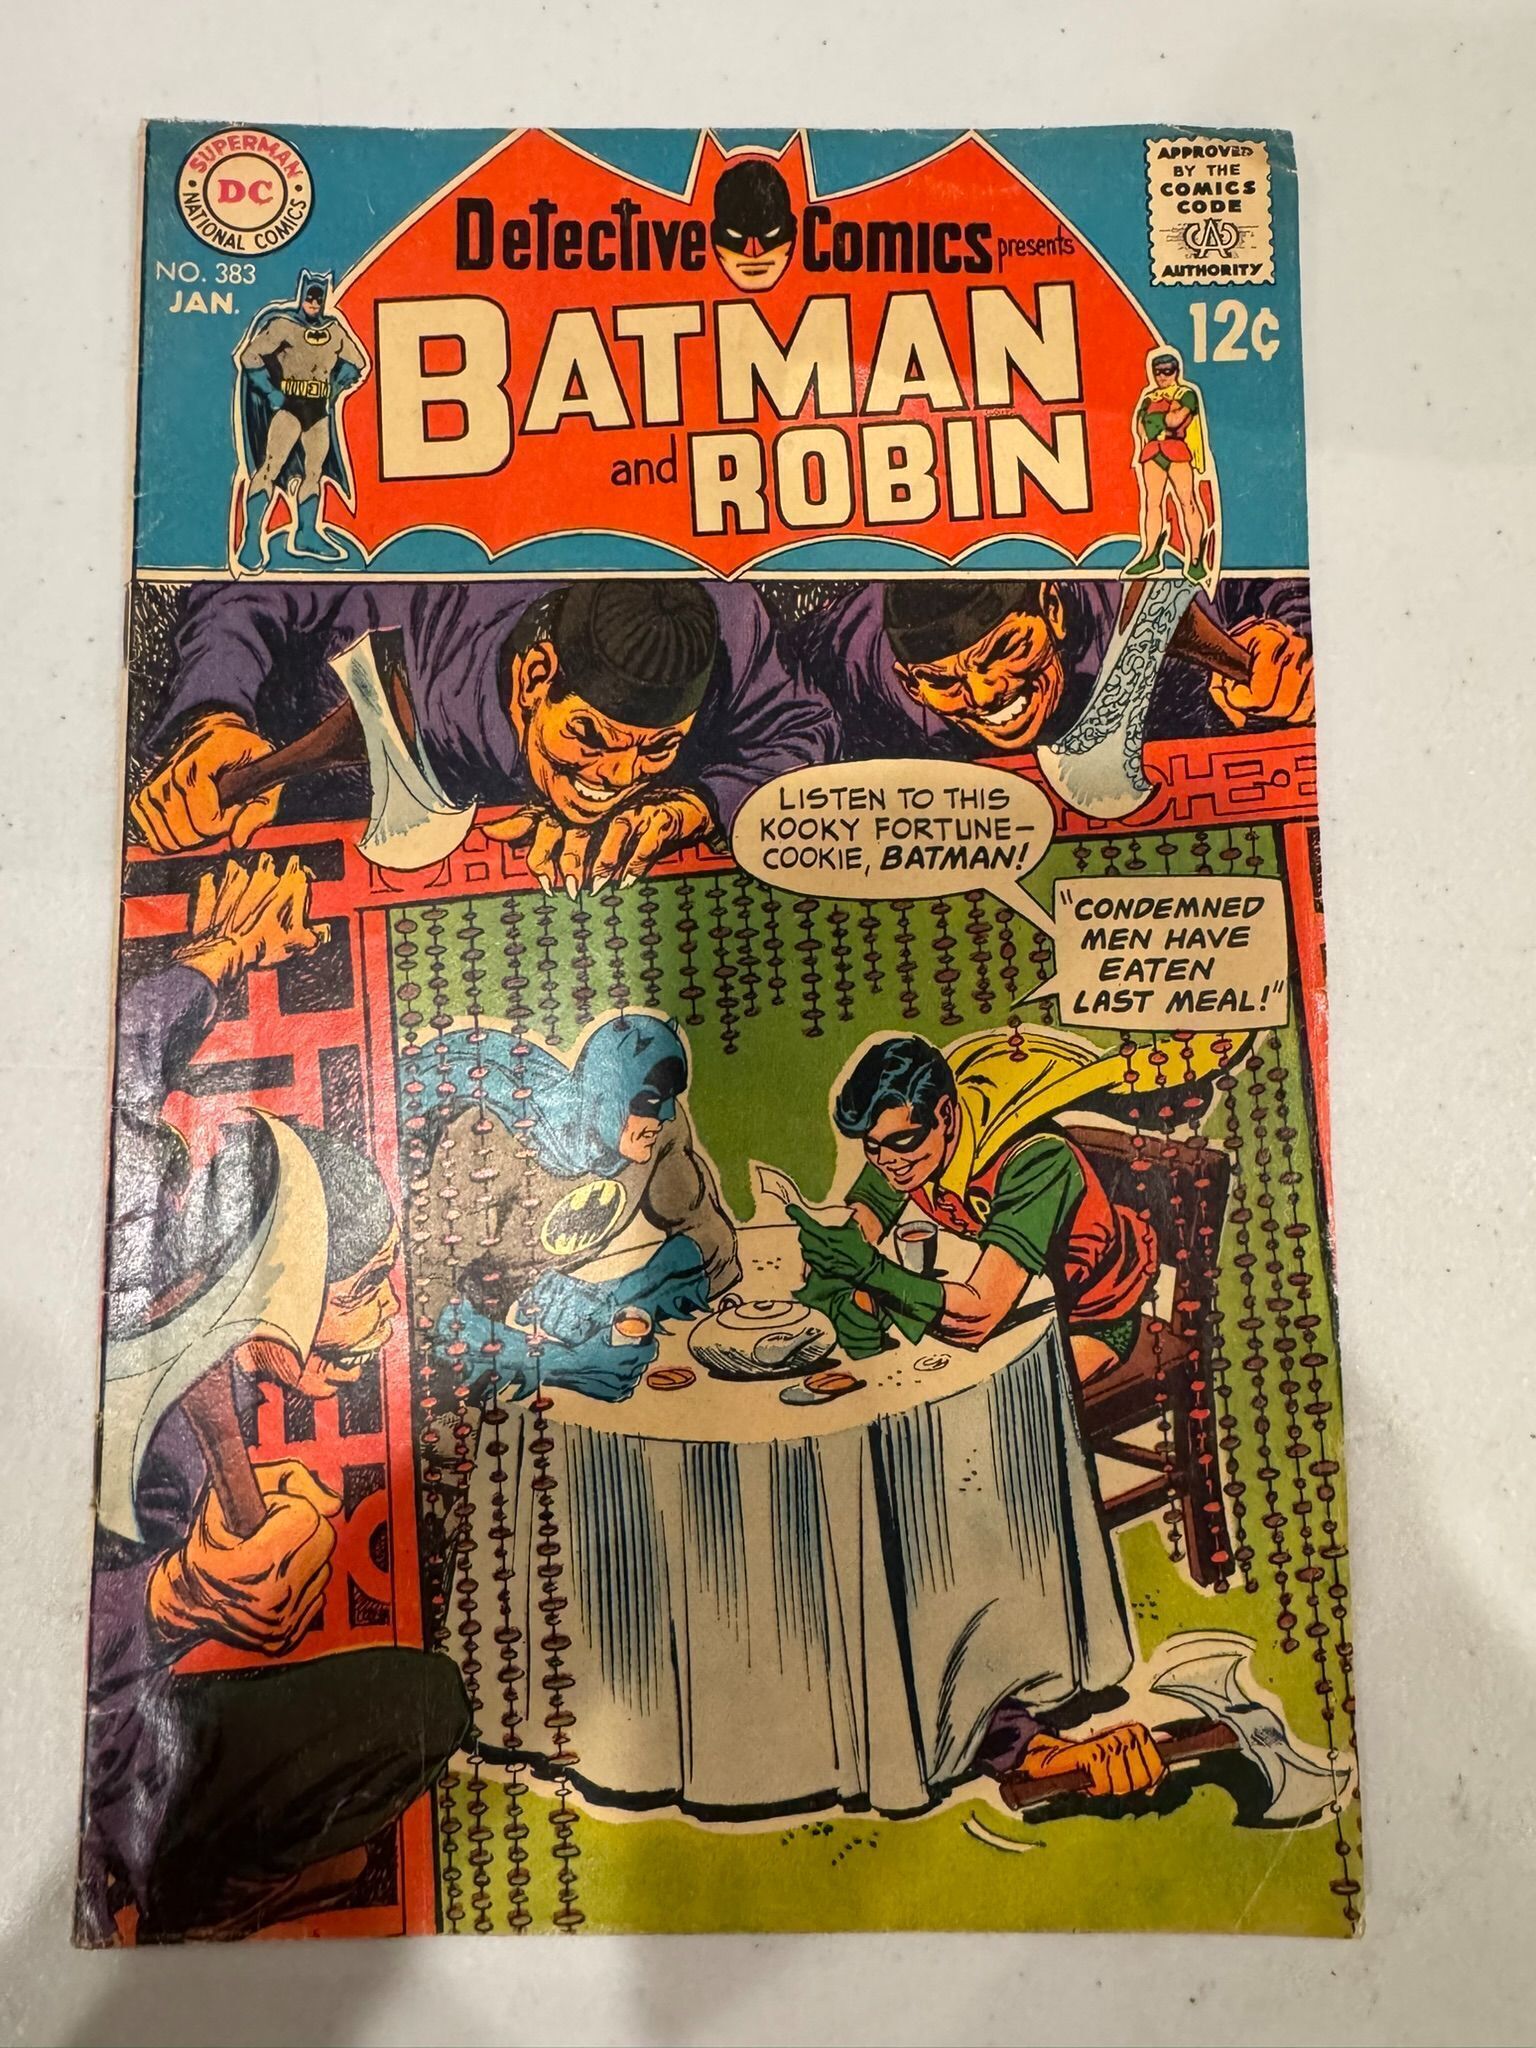 SUPERMAN
DC
NATIONAL COMICS
NO. 383
JAN.
Detective Comics presents
BATMAN
and ROBIN
APPROVED
BY THE
COMICS
CODE
CA
AUTHORITY
12¢
LISTEN TO THIS
KOOKY FORTUNE-
COOKIE, BATMAN!
"CONDEMNED
MEN HAVE
EATEN
LAST MEAL!"
R